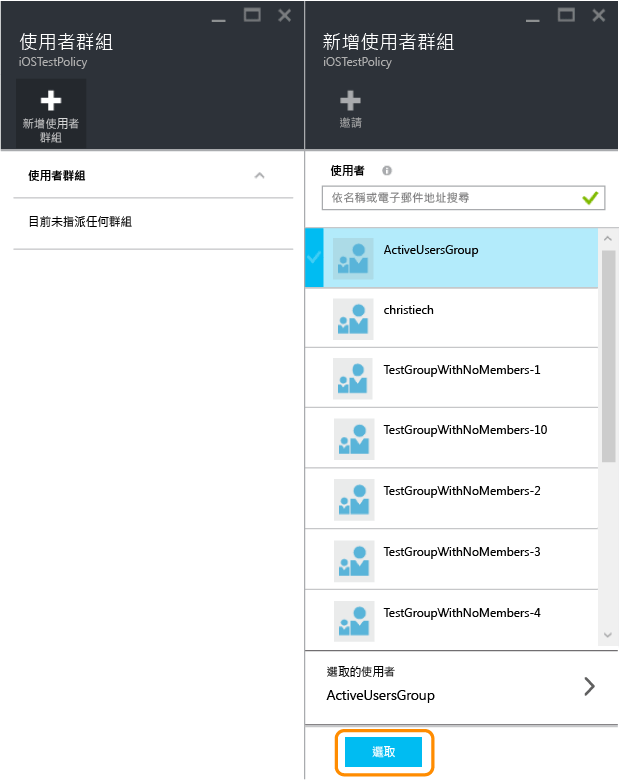 使用者群組
iOSTestPolicy
新增使用者
群組
使用者群組
目前未指派任何群組
新增使用者群組
iOSTestPolicy
邀請
使用者
依名稱或電子郵件地址搜尋
ActiveUsersGroup
christiech
TestGroupWithNoMembers-1
TestGroupWithNoMembers-10
TestGroupWithNoMembers-2
TestGroupWithNoMembers-3
TestGroupWithNoMembers-4
選取的使用者
ActiveUsersGroup
選取